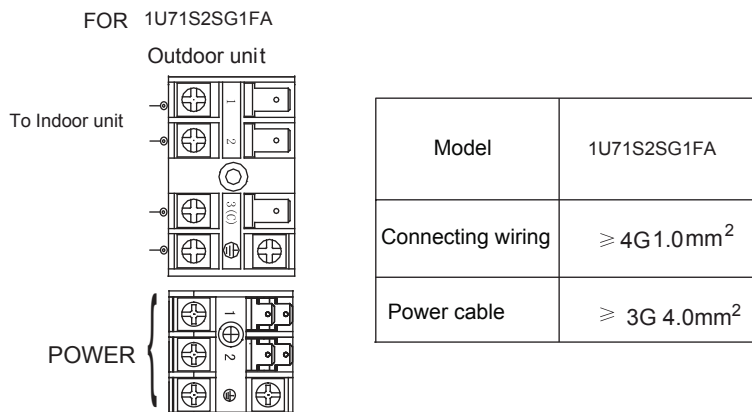 FOR 1U71S2SG1FA
Outdoor unit
To Indoor unit
1
2
3(C)
POWER
1
2
Model 1U71S2SG1FA
Connecting wiring ≥4G1.0mm²
Power cable ≥ 3G 4.0mm²